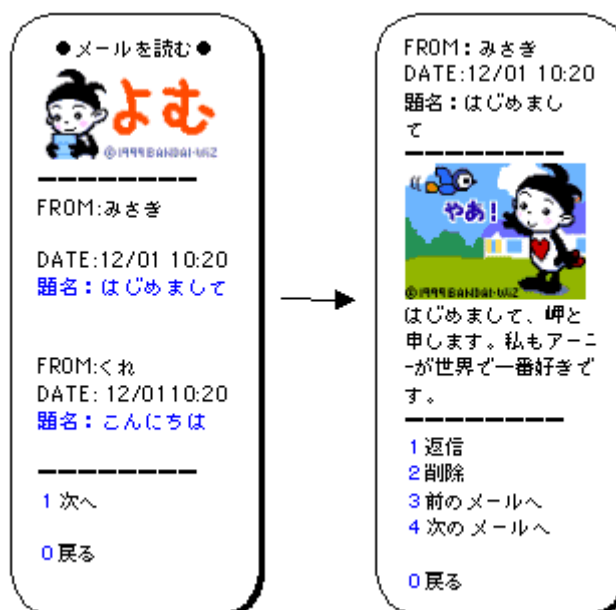 ●メールを読む●
よむ
©1999 BANDAI・WiZ
FROM:みさき
DATE:12/01 10:20
題名:はじめまして
FROM:くれ
DATE: 12/0110:20
題名:こんにちは
1 次へ
0 戻る
FROM:みさき
DATE:12/01 10:20
題名:はじめまし
て
やあ!
©1999 BANDAI・WiZ
はじめまして、岬と
申します。私もアーニ
ーが世界で一番好きで
す。
1 返信
2 削除
3 前のメールへ
4 次のメールへ
0 戻る